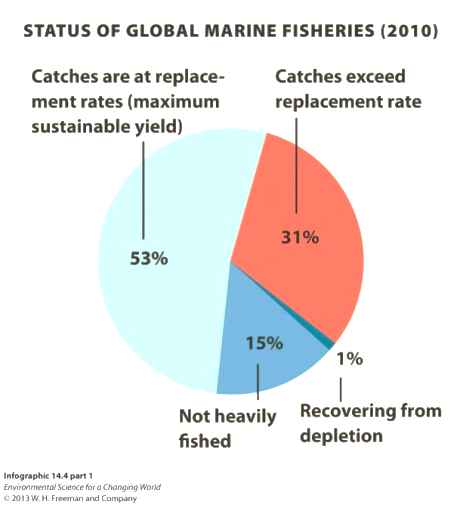 STATUS OF GLOBAL MARINE FISHERIES (2010)
Catches are at replace-
ment rates (maximum
sustainable yield)
Catches exceed
replacement rate
31%
53%
15%
1%
Not heavily
fished
Recovering from
depletion
Infographic 14.4 part 1
Environmental Science for a Changing World
© 2013 W. H. Freeman and Company